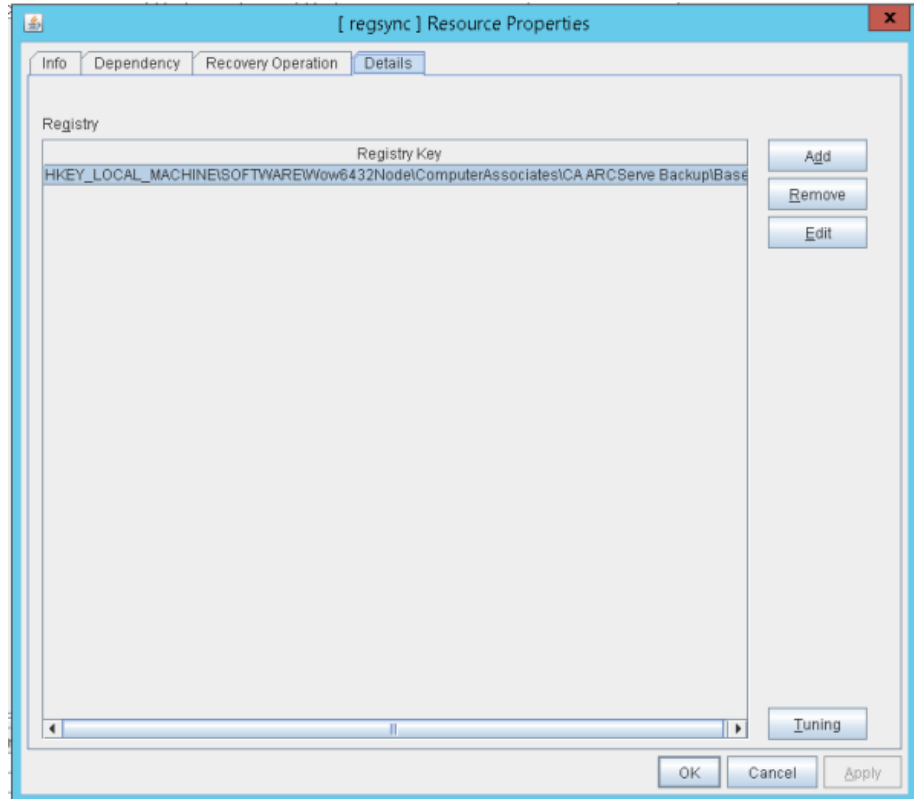 [ regsync ] Resource Properties
x
Info Dependency Recovery Operation Details
Registry
Registry Key
HKEY_LOCAL_MACHINE\SOFTWARE\Wow6432Node\ComputerAssociates\CA ARCServe Backup\Base
Add
Remove
Edit
Tuning
OK Cancel Apply